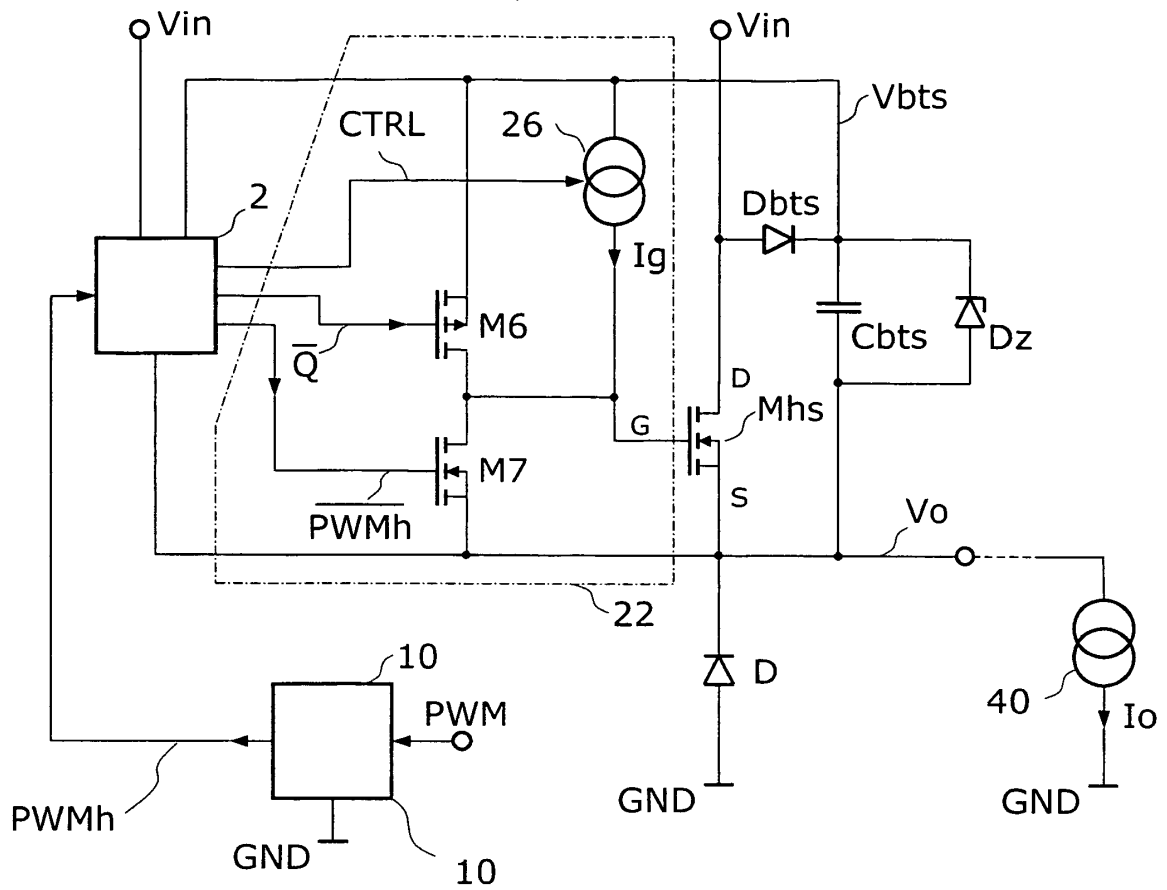 Vin
Vin
Vbts
CTRL
26
2
Dbts
Ig
M6
Q̅
Cbts
Dz
D
Mhs
G
M7
S
P̅W̅M̅h̅
Vo
22
10
D
PWM
40
Io
GND
GND
PWMh
GND
10